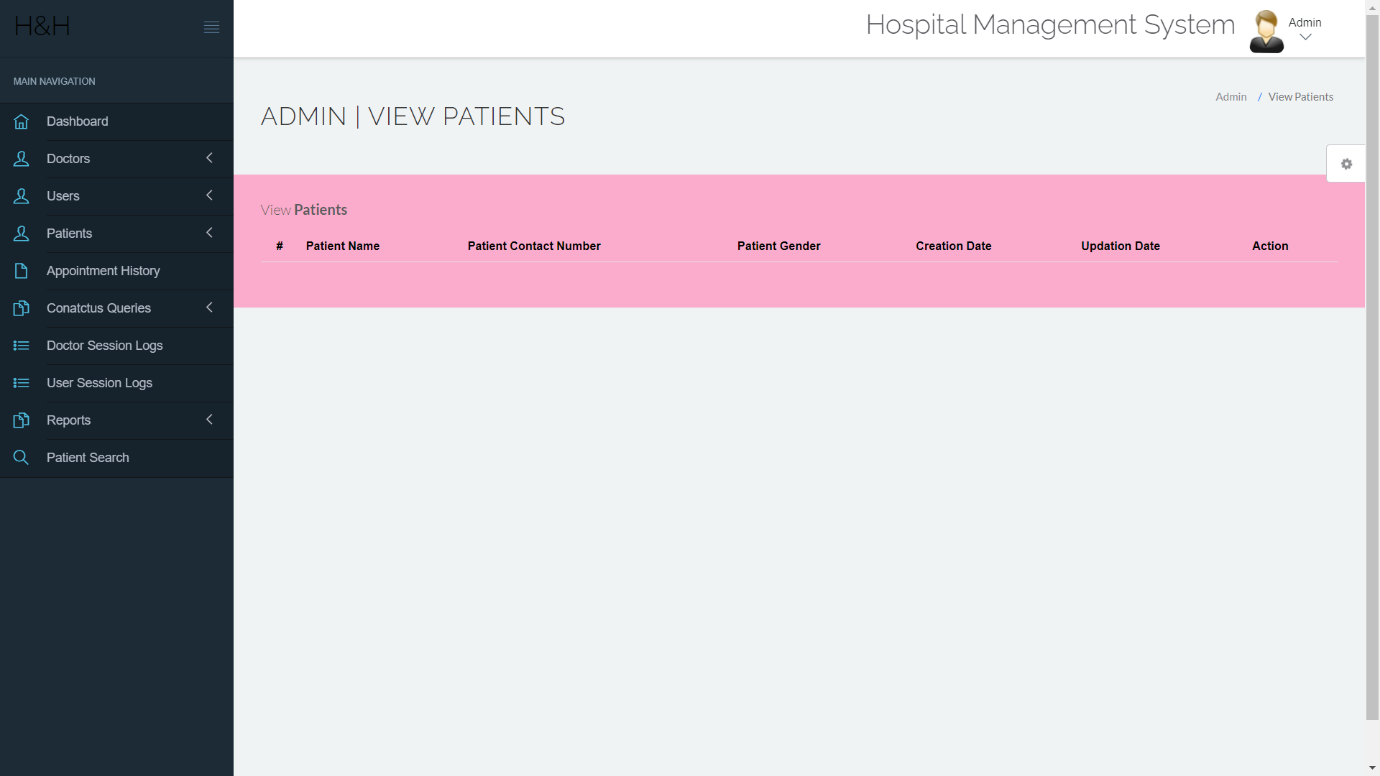 H&H
Hospital Management System
Admin
MAIN NAVIGATION
Dashboard
Doctors
Users
Patients
Appointment History
Conatctus Queries
Doctor Session Logs
User Session Logs
Reports
Patient Search
ADMIN | VIEW PATIENTS
Admin / View Patients
View Patients
# Patient Name Patient Contact Number Patient Gender Creation Date Updation Date Action